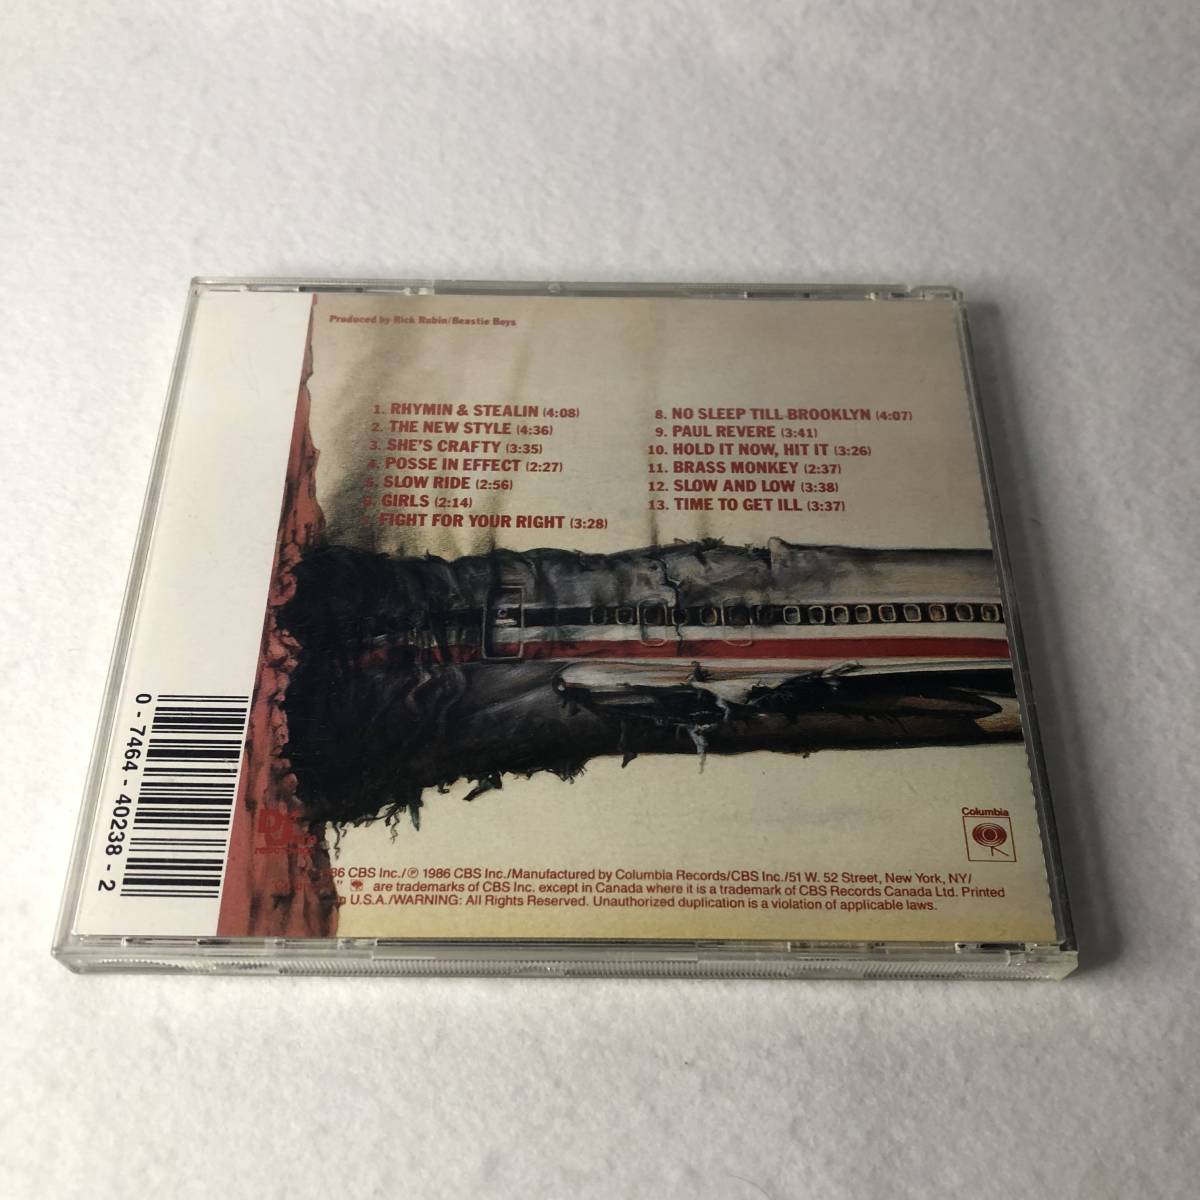 Produced by Rick Rubin/Beastie Boys
1. RHYMIN & STEALIN (4:08)
2. THE NEW STYLE (4:36)
3. SHE'S CRAFTY (3:35)
4. POSSE IN EFFECT (2:27)
5. SLOW RIDE (2:56)
6. GIRLS (2:14)
FIGHT FOR YOUR RIGHT (3:28)
8. NO SLEEP TILL BROOKLYN (4:07)
9. PAUL REVERE (3:41)
10. HOLD IT NOW, HIT IT (3:26)
11. BRASS MONKEY (2:37)
12. SLOW AND LOW (3:38)
13. TIME TO GET ILL (3:37)
0 - 7464 - 40238 - 2
Columbia
86 CBS Inc./℗ 1986 CBS Inc./Manufactured by Columbia Records/CBS Inc./51 W. 52 Street, New York, NY/
" are trademarks of CBS Inc. except in Canada where it is a trademark of CBS Records Canada Ltd. Printed
U.S.A./WARNING: All Rights Reserved. Unauthorized duplication is a violation of applicable laws.